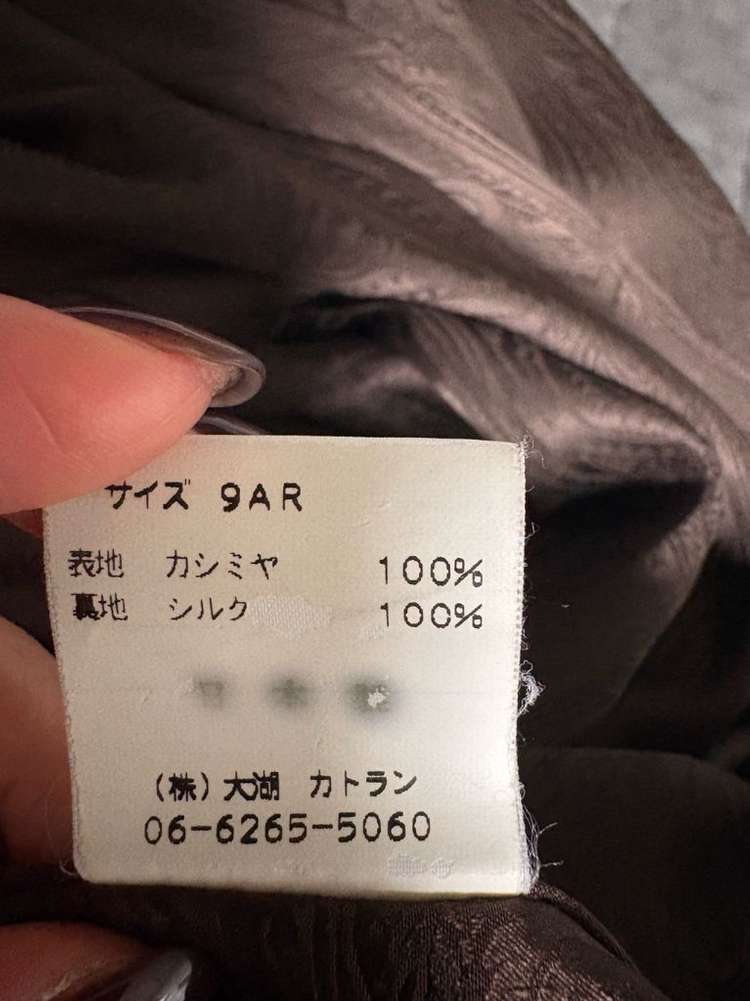 サイズ 9AR
表地 カシミヤ 100%
裏地 シルク 100%
(株)大湖 カトラン
06-6265-5060